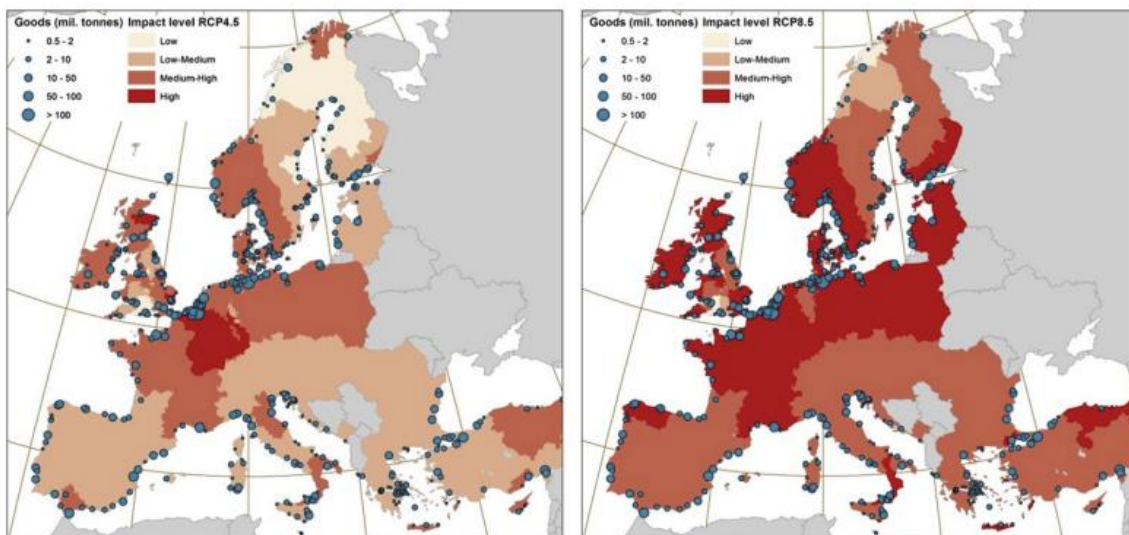 Goods (mil. tonnes) Impact level RCP4.5
0.5 - 2 Low
2 - 10 Low-Medium
10 - 50 Medium-High
50 - 100 High
> 100
Goods (mil. tonnes) Impact level RCP8.5
0.5 - 2 Low
2 - 10 Low-Medium
10 - 50 Medium-High
50 - 100 High
> 100